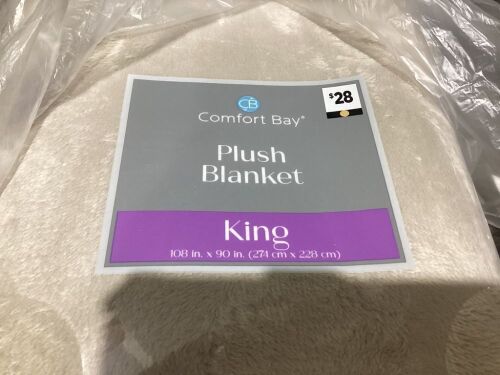 $28
CB
Comfort Bay®
Plush
Blanket
King
108 in. x 90 in. (274 cm x 228 cm)